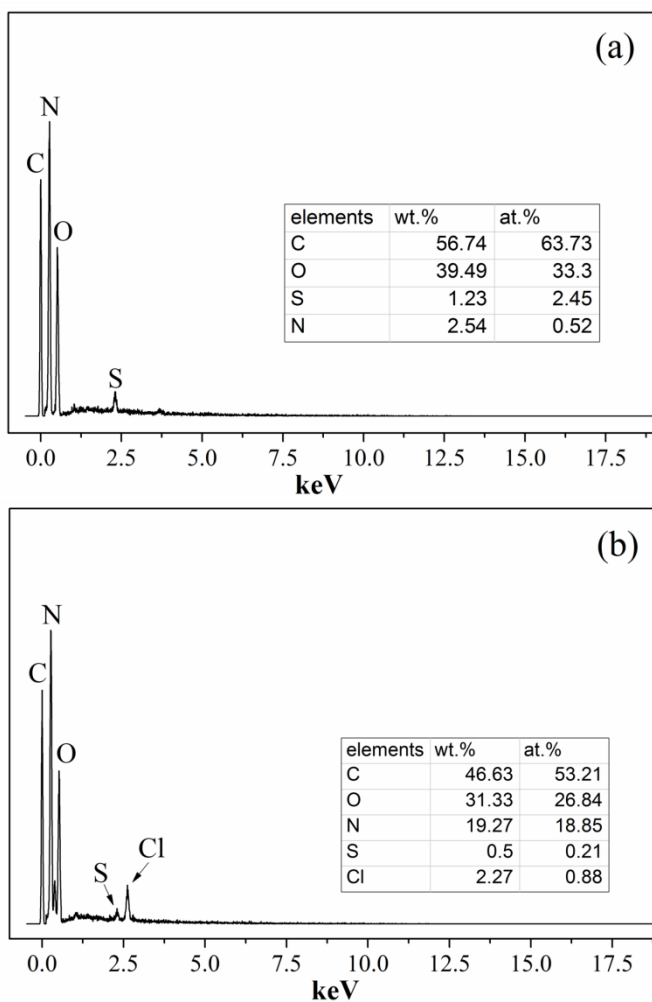 (a)
N
C
O
S
elements wt.% at.%
C 56.74 63.73
O 39.49 33.3
S 1.23 2.45
N 2.54 0.52
0.0 2.5 5.0 7.5 10.0 12.5 15.0 17.5
keV
(b)
N
C
O
S Cl
elements wt.% at.%
C 46.63 53.21
O 31.33 26.84
N 19.27 18.85
S 0.5 0.21
Cl 2.27 0.88
0.0 2.5 5.0 7.5 10.0 12.5 15.0 17.5
keV